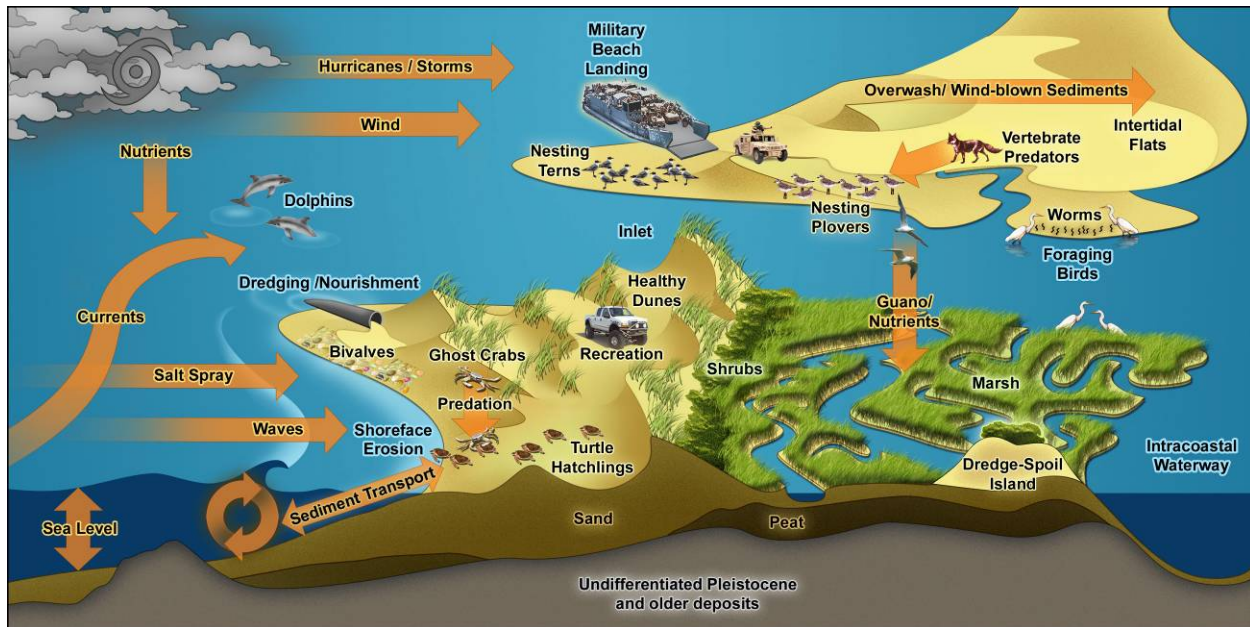 Hurricanes / Storms
Military
Beach
Landing
Overwash/ Wind-blown Sediments
Wind
Intertidal
Flats
Vertebrate
Predators
Nutrients
Nesting
Terns
Dolphins
Nesting
Plovers
Worms
Inlet
Foraging
Birds
Dredging /Nourishment
Healthy
Dunes
Guano/
Nutrients
Currents
Bivalves
Ghost Crabs
Recreation
Shrubs
Salt Spray
Marsh
Predation
Waves
Shoreface
Erosion
Turtle
Hatchlings
Intracoastal
Waterway
Dredge-Spoil
Island
Sediment Transport
Sea Level
Sand
Peat
Undifferentiated Pleistocene
and older deposits